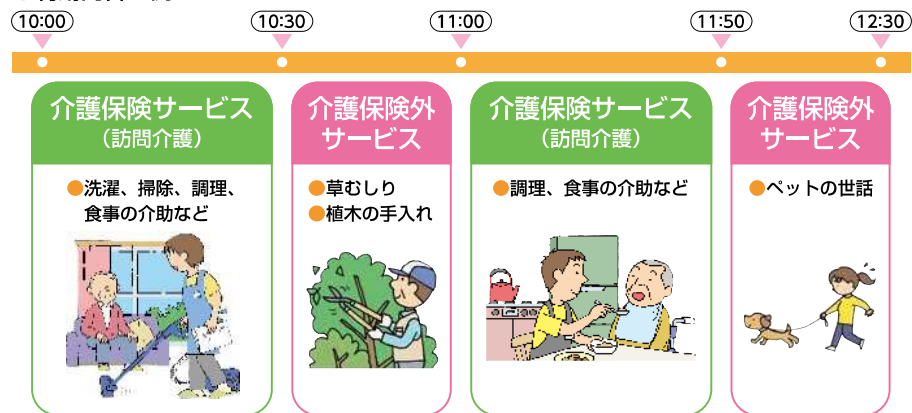 10:00
10:30
11:00
11:50
12:30
介護保険サービス
(訪問介護)
●洗濯、掃除、調理、
食事の介助など
介護保険外
サービス
●草むしり
●植木の手入れ
介護保険サービス
(訪問介護)
●調理、食事の介助など
介護保険外
サービス
●ペットの世話